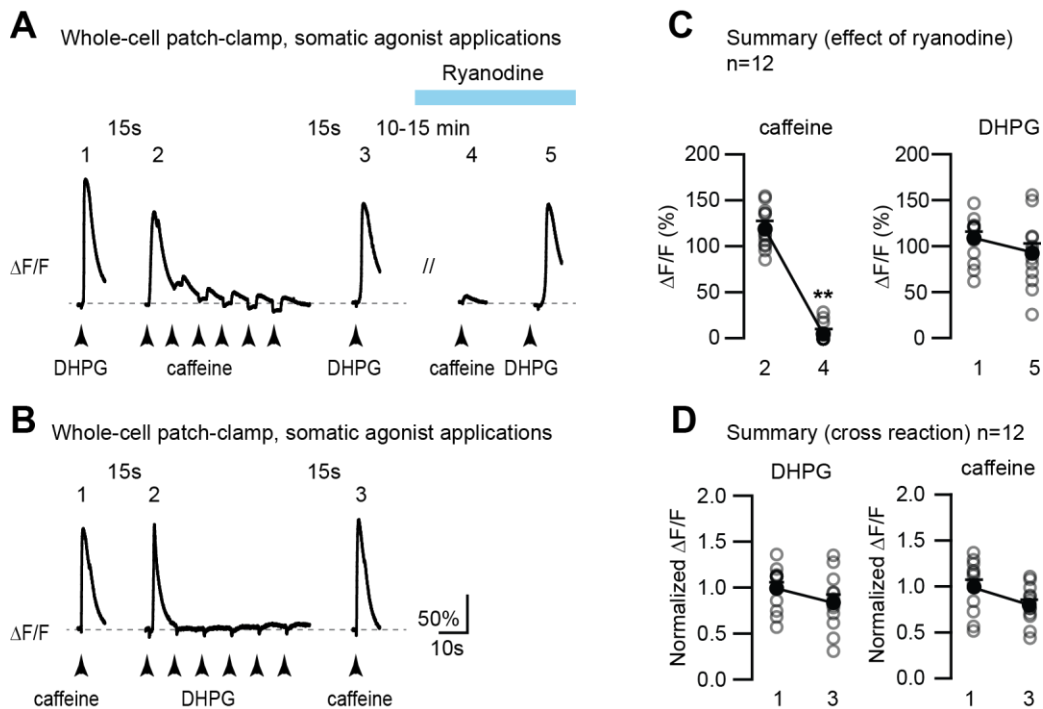 A
Whole-cell patch-clamp, somatic agonist applications
Ryanodine
15s 15s 10-15 min
1 2 3 4 5
ΔF/F
//
DHPG caffeine DHPG caffeine DHPG
B
Whole-cell patch-clamp, somatic agonist applications
15s 15s
1 2 3
ΔF/F
50%
10s
caffeine DHPG caffeine
C
Summary (effect of ryanodine)
n=12
caffeine DHPG
ΔF/F (%)
200
150
100
50
0
**
2 4
ΔF/F (%)
200
150
100
50
0
1 5
D
Summary (cross reaction) n=12
DHPG caffeine
Normalized ΔF/F
2.0
1.5
1.0
0.5
0.0
1 3
Normalized ΔF/F
2.0
1.5
1.0
0.5
0.0
1 3